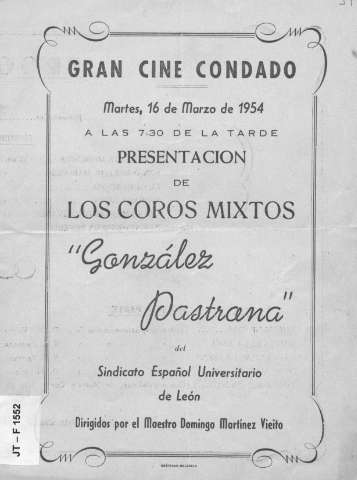 GRAN CINE CONDADO
Martes, 16 de Marzo de 1954
A LAS 7·30 DE LA TARDE
PRESENTACION
DE
LOS COROS MIXTOS
"González
Pastrana"
del
Sindicato Español Universitario
de León
Dirigidos por el Maestro Domingo Martínez Vieito
JT – F 1552